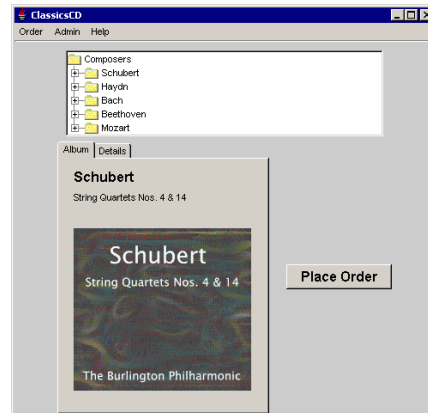 ClassicsCD
Order Admin Help
Composers
Schubert
Haydn
Bach
Beethoven
Mozart
Album Details
Schubert
String Quartets Nos. 4 & 14
Schubert
String Quartets Nos. 4 & 14
The Burlington Philharmonic
Place Order